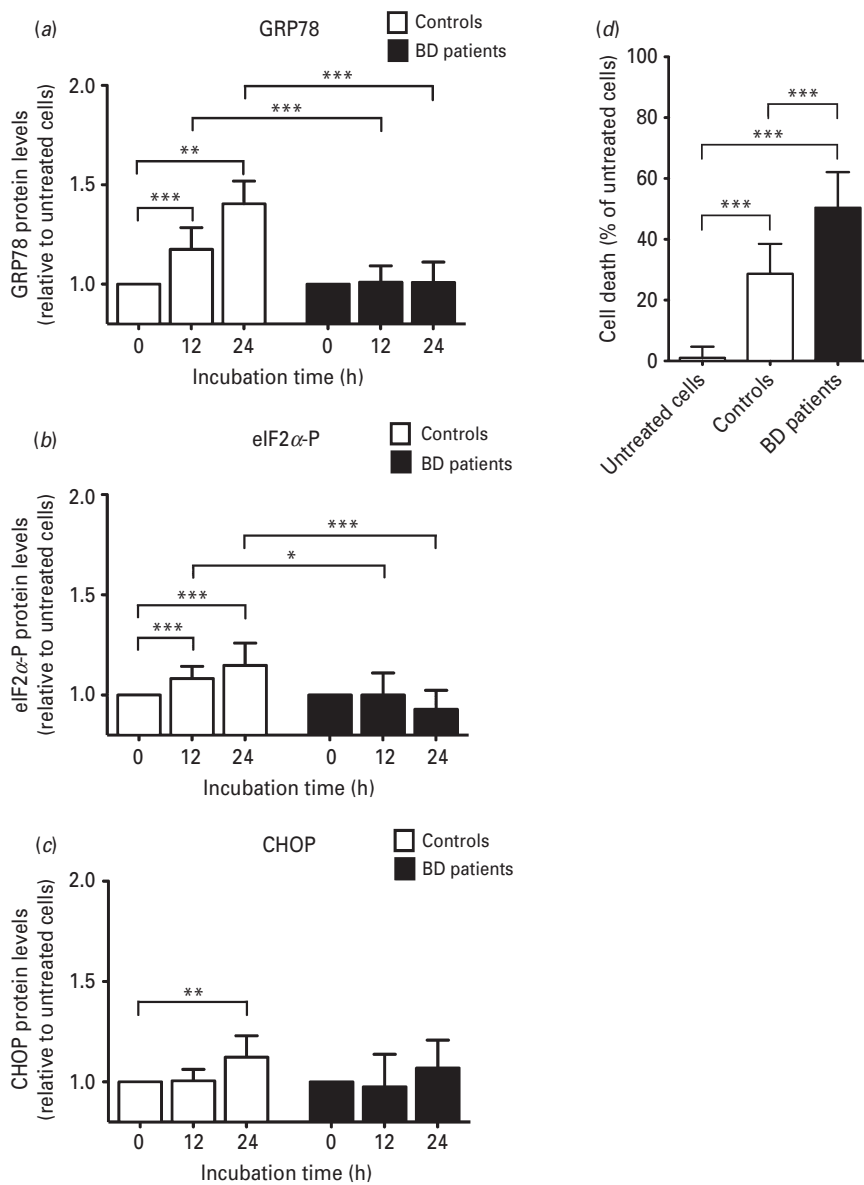 (a)
GRP78
Controls
BD patients
GRP78 protein levels
(relative to untreated cells)
2.0
1.5
1.0
***
**
***
***
0 12 24 0 12 24
Incubation time (h)
(b)
eIF2α-P
Controls
BD patients
eIF2α-P protein levels
(relative to untreated cells)
2.0
1.5
1.0
***
*
***
***
0 12 24 0 12 24
Incubation time (h)
(c)
CHOP
Controls
BD patients
CHOP protein levels
(relative to untreated cells)
2.0
1.5
1.0
**
0 12 24 0 12 24
Incubation time (h)
(d)
Cell death (% of untreated cells)
100
80
60
40
20
0
***
***
***
Untreated cells
Controls
BD patients